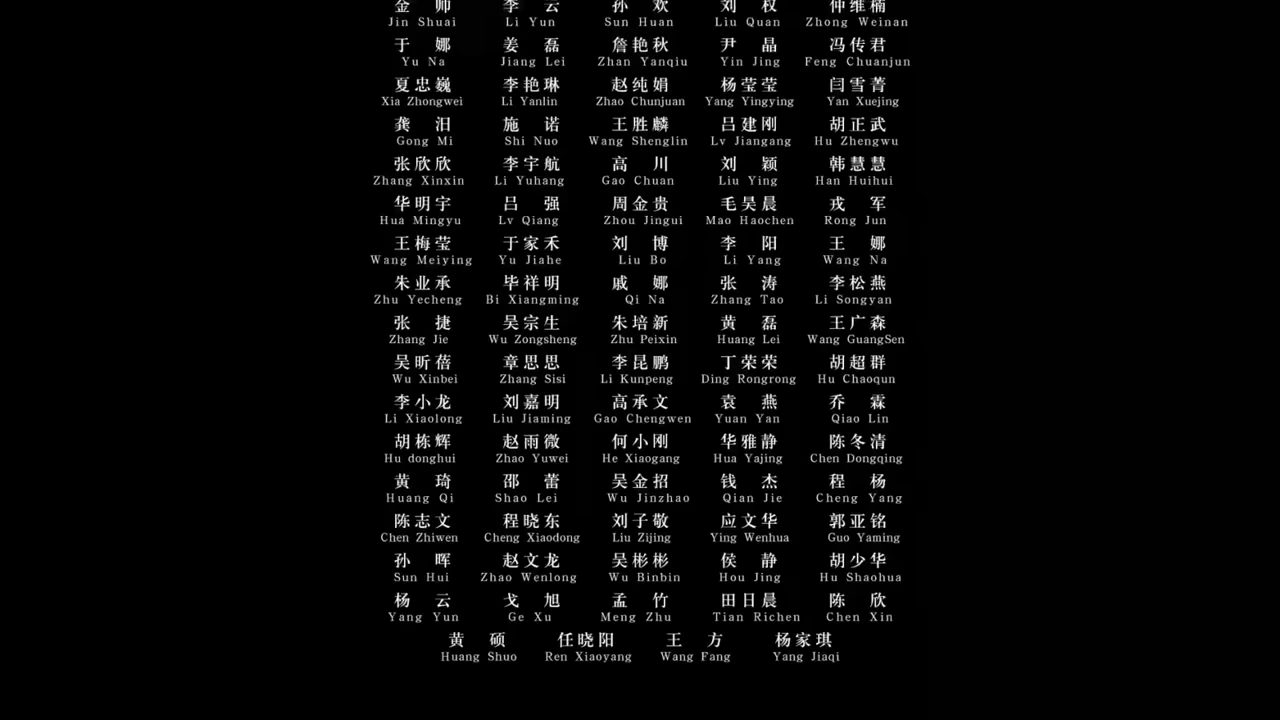 金 帅 李 云 孙 欢 刘 权 仲维楠
Jin Shuai Li Yun Sun Huan Liu Quan Zhong Weinan
于 娜 姜 磊 詹艳秋 尹 晶 冯传君
Yu Na Jiang Lei Zhan Yanqiu Yin Jing Feng Chuanjun
夏忠巍 李艳琳 赵纯娟 杨莹莹 闫雪菁
Xia Zhongwei Li Yanlin Zhao Chunjuan Yang Yingying Yan Xuejing
龚 汨 施 诺 王胜麟 吕建刚 胡正武
Gong Mi Shi Nuo Wang Shenglin Lv Jiangang Hu Zhengwu
张欣欣 李宇航 高 川 刘 颖 韩慧慧
Zhang Xinxin Li Yuhang Gao Chuan Liu Ying Han Huihui
华明宇 吕 强 周金贵 毛昊晨 戎 军
Hua Mingyu Lv Qiang Zhou Jingui Mao Haochen Rong Jun
王梅莹 于家禾 刘 博 李 阳 王 娜
Wang Meiying Yu Jiahe Liu Bo Li Yang Wang Na
朱业承 毕祥明 戚 娜 张 涛 李松燕
Zhu Yecheng Bi Xiangming Qi Na Zhang Tao Li Songyan
张 捷 吴宗生 朱培新 黄 磊 王广森
Zhang Jie Wu Zongsheng Zhu Peixin Huang Lei Wang GuangSen
吴昕蓓 章思思 李昆鹏 丁荣荣 胡超群
Wu Xinbei Zhang Sisi Li Kunpeng Ding Rongrong Hu Chaoqun
李小龙 刘嘉明 高承文 袁 燕 乔 霖
Li Xiaolong Liu Jiaming Gao Chengwen Yuan Yan Qiao Lin
胡栋辉 赵雨微 何小刚 华雅静 陈冬清
Hu donghui Zhao Yuwei He Xiaogang Hua Yajing Chen Dongqing
黄 琦 邵 蕾 吴金招 钱 杰 程 杨
Huang Qi Shao Lei Wu Jinzhao Qian Jie Cheng Yang
陈志文 程晓东 刘子敬 应文华 郭亚铭
Chen Zhiwen Cheng Xiaodong Liu Zijing Ying Wenhua Guo Yaming
孙 晖 赵文龙 吴彬彬 侯 静 胡少华
Sun Hui Zhao Wenlong Wu Binbin Hou Jing Hu Shaohua
杨 云 戈 旭 孟 竹 田日晨 陈 欣
Yang Yun Ge Xu Meng Zhu Tian Richen Chen Xin
黄 硕 任晓阳 王 方 杨家琪
Huang Shuo Ren Xiaoyang Wang Fang Yang Jiaqi